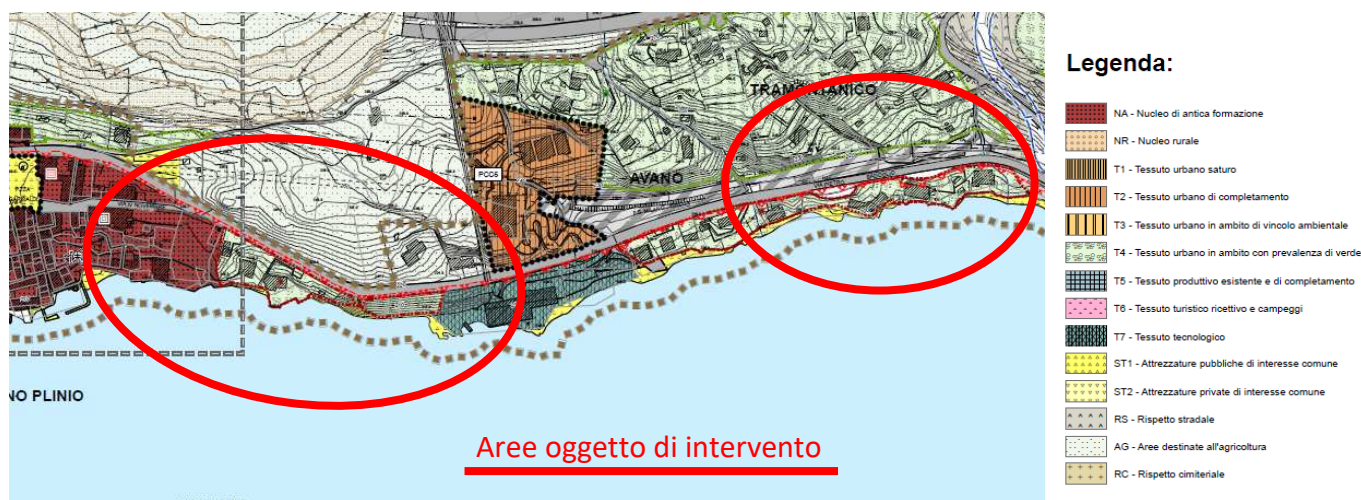 TRAMONTANICO
PCC5
AVANO
NO PLINIO
Aree oggetto di intervento
Legenda:
NA - Nucleo di antica formazione
NR - Nucleo rurale
T1 - Tessuto urbano saturo
T2 - Tessuto urbano di completamento
T3 - Tessuto urbano in ambito di vincolo ambientale
T4 - Tessuto urbano in ambito con prevalenza di verde
T5 - Tessuto produttivo esistente e di completamento
T6 - Tessuto turistico ricettivo e campeggi
T7 - Tessuto tecnologico
ST1 - Attrezzature pubbliche di interesse comune
ST2 - Attrezzature private di interesse comune
RS - Rispetto stradale
AG - Aree destinate all'agricoltura
RC - Rispetto cimiteriale